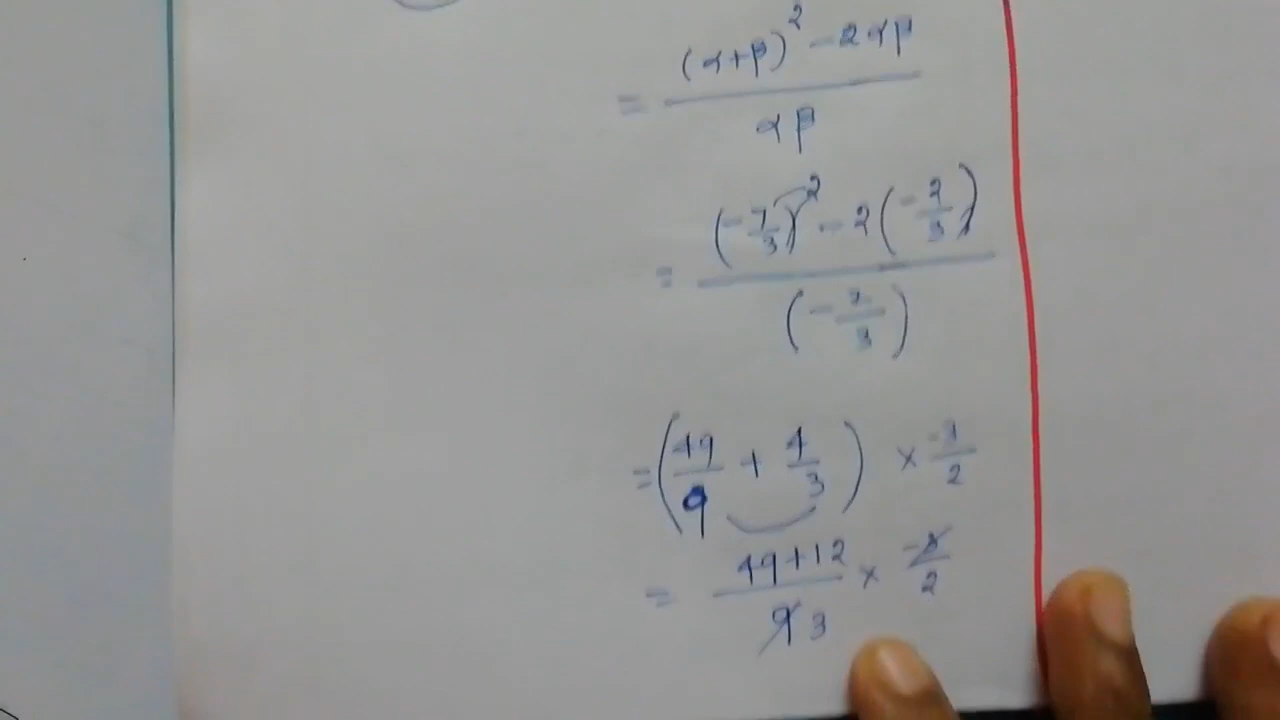 = ((α+β)² - 2αβ) / (αβ)
= ((-7/3)² - 2(-2/3)) / (-2/3)
= (49/9 + 4/3) × -3/2
= (49+12) / 9 3 × -3/2